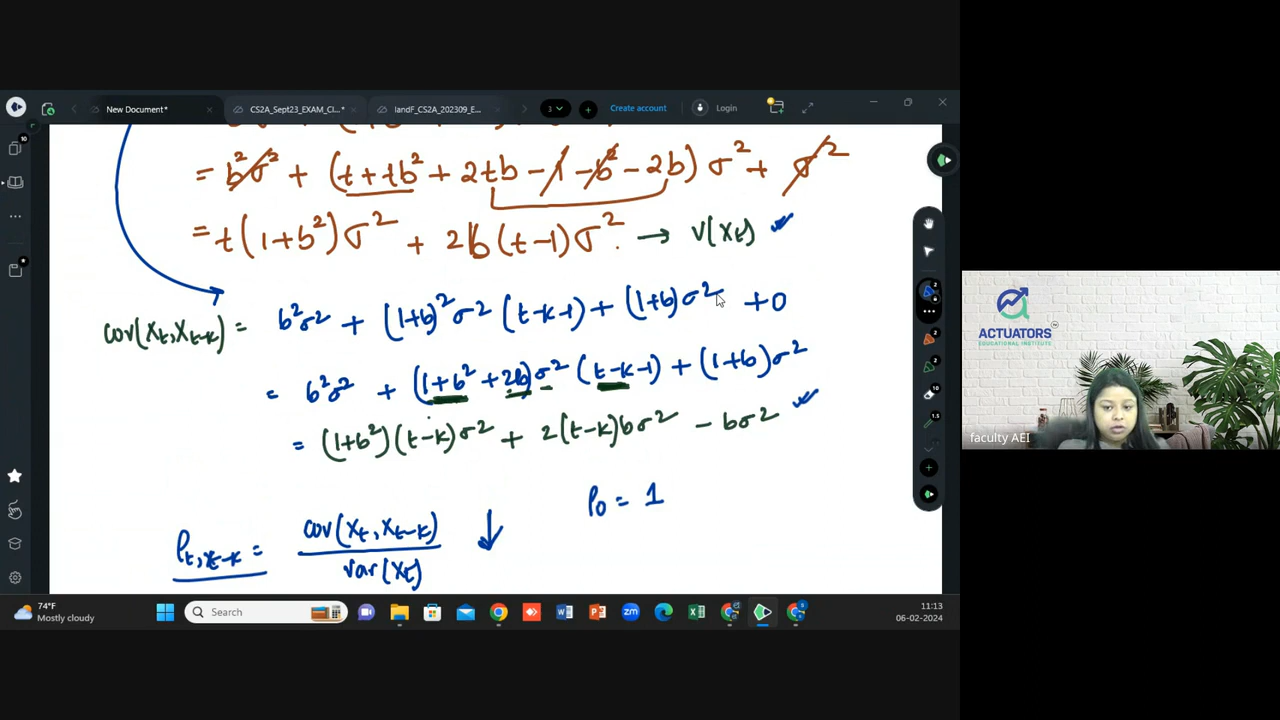 New Document*
CS2A_Sept23_EXAM_Cl...*
IandF_CS2A_202309_E...
3
Create account
Login
= b²σ² + (t + tb² + 2tb - 1 - b² - 2b) σ² + σ²
= t(1+b²)σ² + 2b(t-1)σ². → V(Xt)
cov(Xt, Xt-k) = b²σ² + (1+b)²σ² (t-k-1) + (1+b)σ² + 0
= b²σ² + (1+b²+2b)σ² (t-k-1) + (1+b)σ²
= (1+b²)(t-k)σ² + 2(t-k)bσ² - bσ²
ρ0 = 1
cov(Xt, Xt-k)
var(Xt)
ACTUATORS
EDUCATIONAL INSTITUTE
faculty AEI
74°F
Mostly cloudy
Search
11:13
06-02-2024